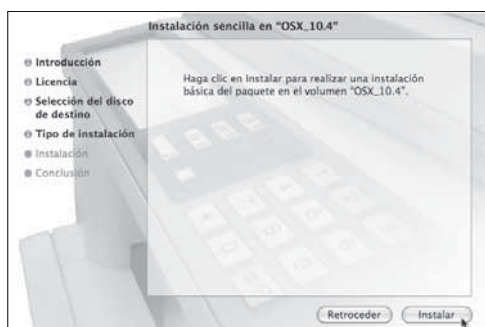 Instalación sencilla en "OSX_10.4"
Introducción
Licencia
Selección del disco
de destino
Tipo de instalación
Instalación
Conclusión
Haga clic en Instalar para realizar una instalación
básica del paquete en el volumen "OSX_10.4".
Retroceder
Instalar